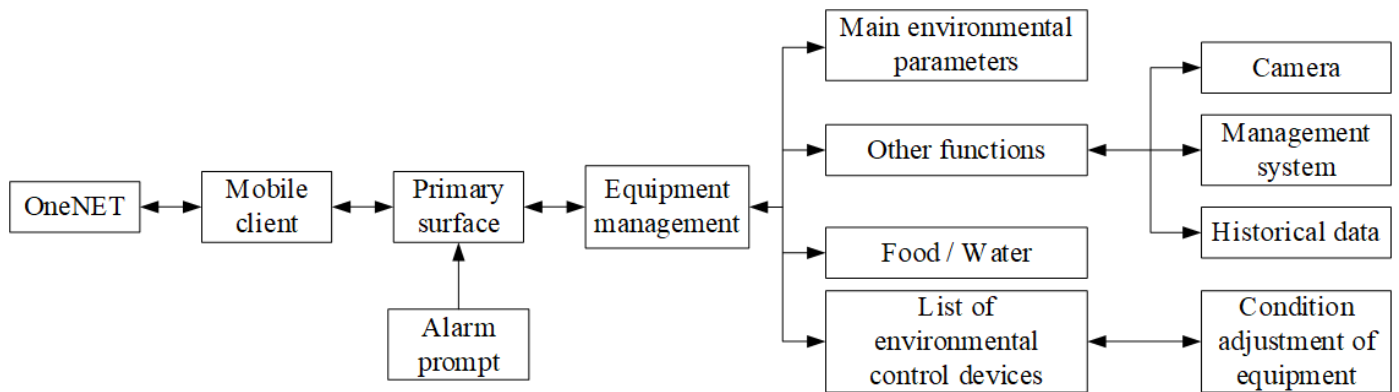 OneNET
Mobile
client
Primary
surface
Alarm
prompt
Equipment
management
Main environmental
parameters
Other functions
Food / Water
List of
environmental
control devices
Camera
Management
system
Historical data
Condition
adjustment of
equipment